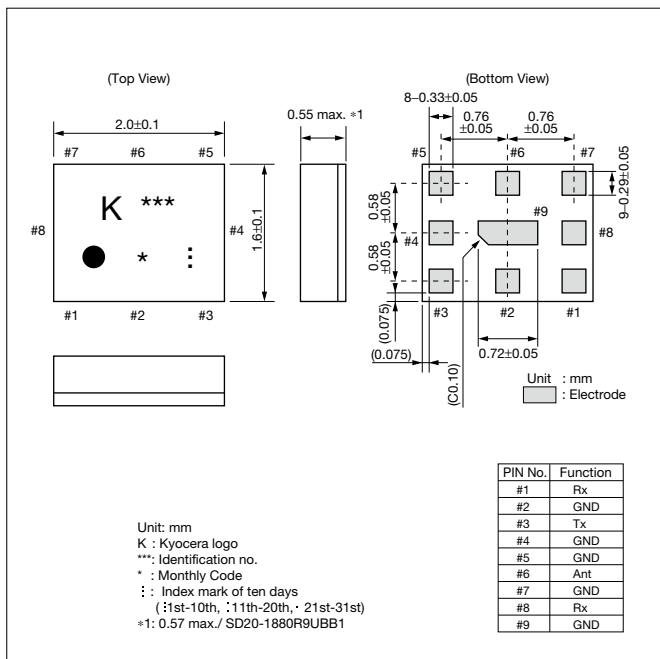 (Top View)
2.0±0.1
#7 #6 #5
#8
K ***
*
#4
1.6±0.1
#1 #2 #3
0.55 max. *1
(Bottom View)
8–0.33±0.05
0.76
±0.05
0.76
±0.05
#5 #6 #7
9–0.29±0.05
0.58
±0.05
#9
#4 #8
0.58
±0.05
#3 #2 #1
(0.075)
(0.075)
0.72±0.05
(C0.10)
Unit : mm
: Electrode
PIN No. Function
#1 Rx
#2 GND
#3 Tx
#4 GND
#5 GND
#6 Ant
#7 GND
#8 Rx
#9 GND
Unit: mm
K : Kyocera logo
***: Identification no.
* : Monthly Code
⋮ : Index mark of ten days
(⋮1st-10th, :11th-20th, · 21st-31st)
*1: 0.57 max./ SD20-1880R9UBB1